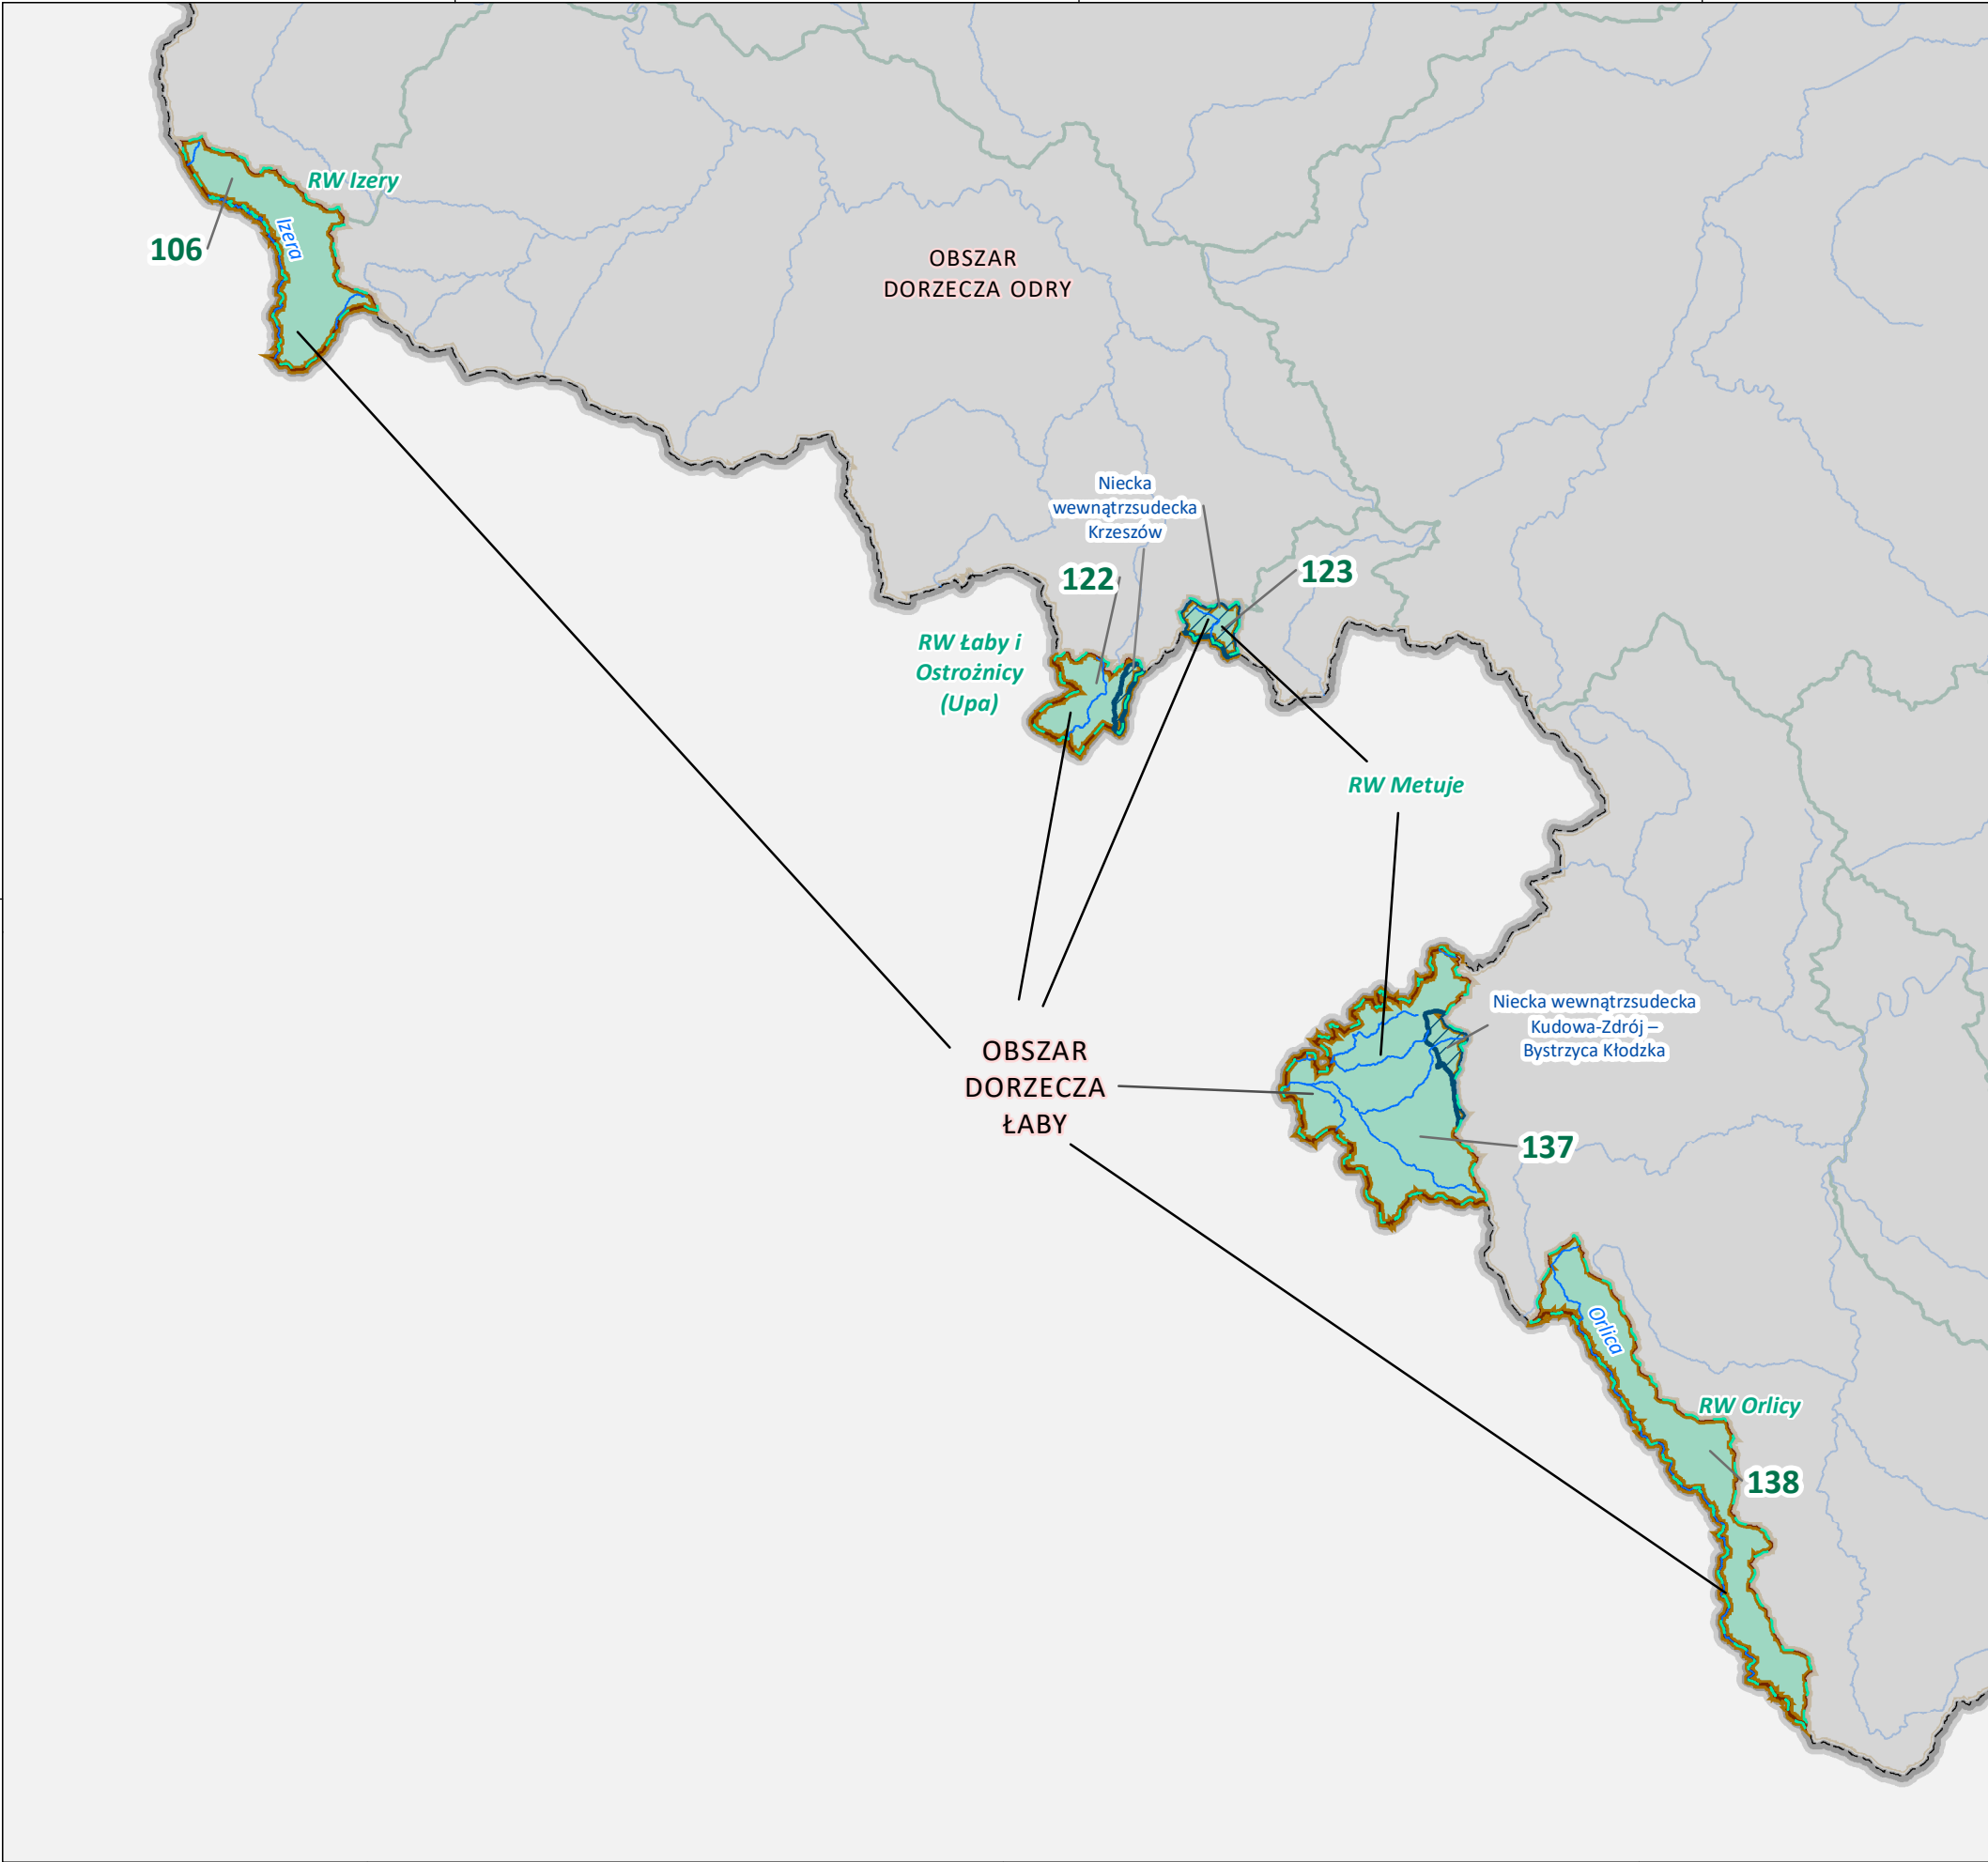 RW Izery
Izera
106
OBSZAR
DORZECZA ODRY
Niecka
wewnątrzsudecka
Krzeszów
122
123
RW Łaby i
Ostrożnicy
(Upa)
RW Metuje
OBSZAR
DORZECZA
ŁABY
Niecka wewnątrzsudecka
Kudowa-Zdrój –
Bystrzyca Kłodzka
137
Orlica
RW Orlicy
138